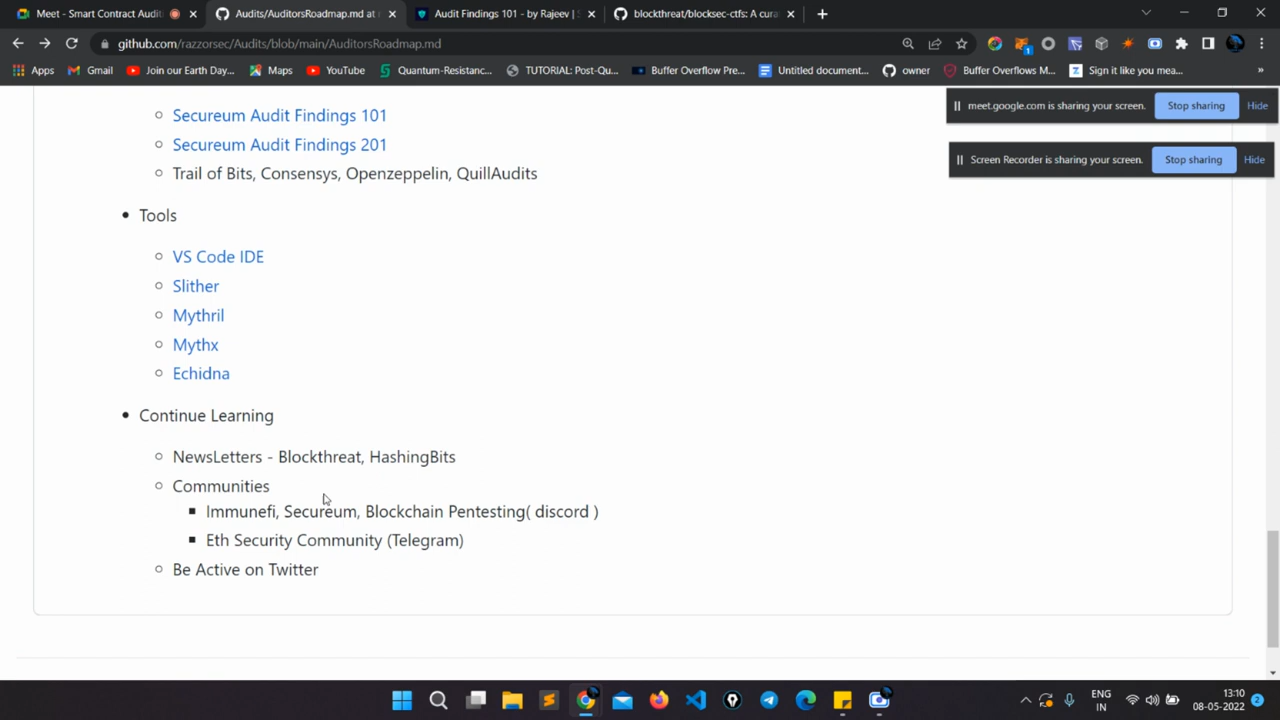 Meet - Smart Contract Audit
Audits/AuditorsRoadmap.md at
Audit Findings 101 - by Rajeev | S
blockthreat/blocksec-ctfs: A cura
github.com/razzorsec/Audits/blob/main/AuditorsRoadmap.md
Apps
Gmail
Join our Earth Day...
Maps
YouTube
Quantum-Resistanc...
TUTORIAL: Post-Qu...
Buffer Overflow Pre...
Untitled document...
owner
Buffer Overflows M...
Sign it like you mea...
»
meet.google.com is sharing your screen. Stop sharing Hide
Screen Recorder is sharing your screen. Stop sharing Hide
Secureum Audit Findings 101
Secureum Audit Findings 201
Trail of Bits, Consensys, Openzeppelin, QuillAudits
Tools
VS Code IDE
Slither
Mythril
Mythx
Echidna
Continue Learning
NewsLetters - Blockthreat, HashingBits
Communities
Immunefi, Secureum, Blockchain Pentesting( discord )
Eth Security Community (Telegram)
Be Active on Twitter
ENG
IN
13:10
08-05-2022
2